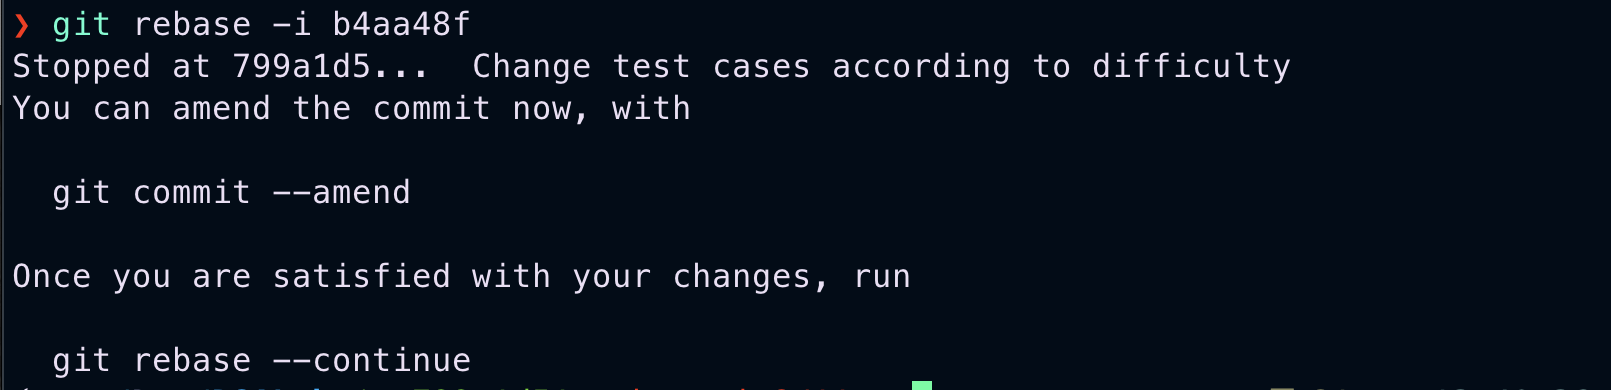 ❯ git rebase -i b4aa48f
Stopped at 799a1d5...  Change test cases according to difficulty
You can amend the commit now, with
  git commit --amend
Once you are satisfied with your changes, run
  git rebase --continue